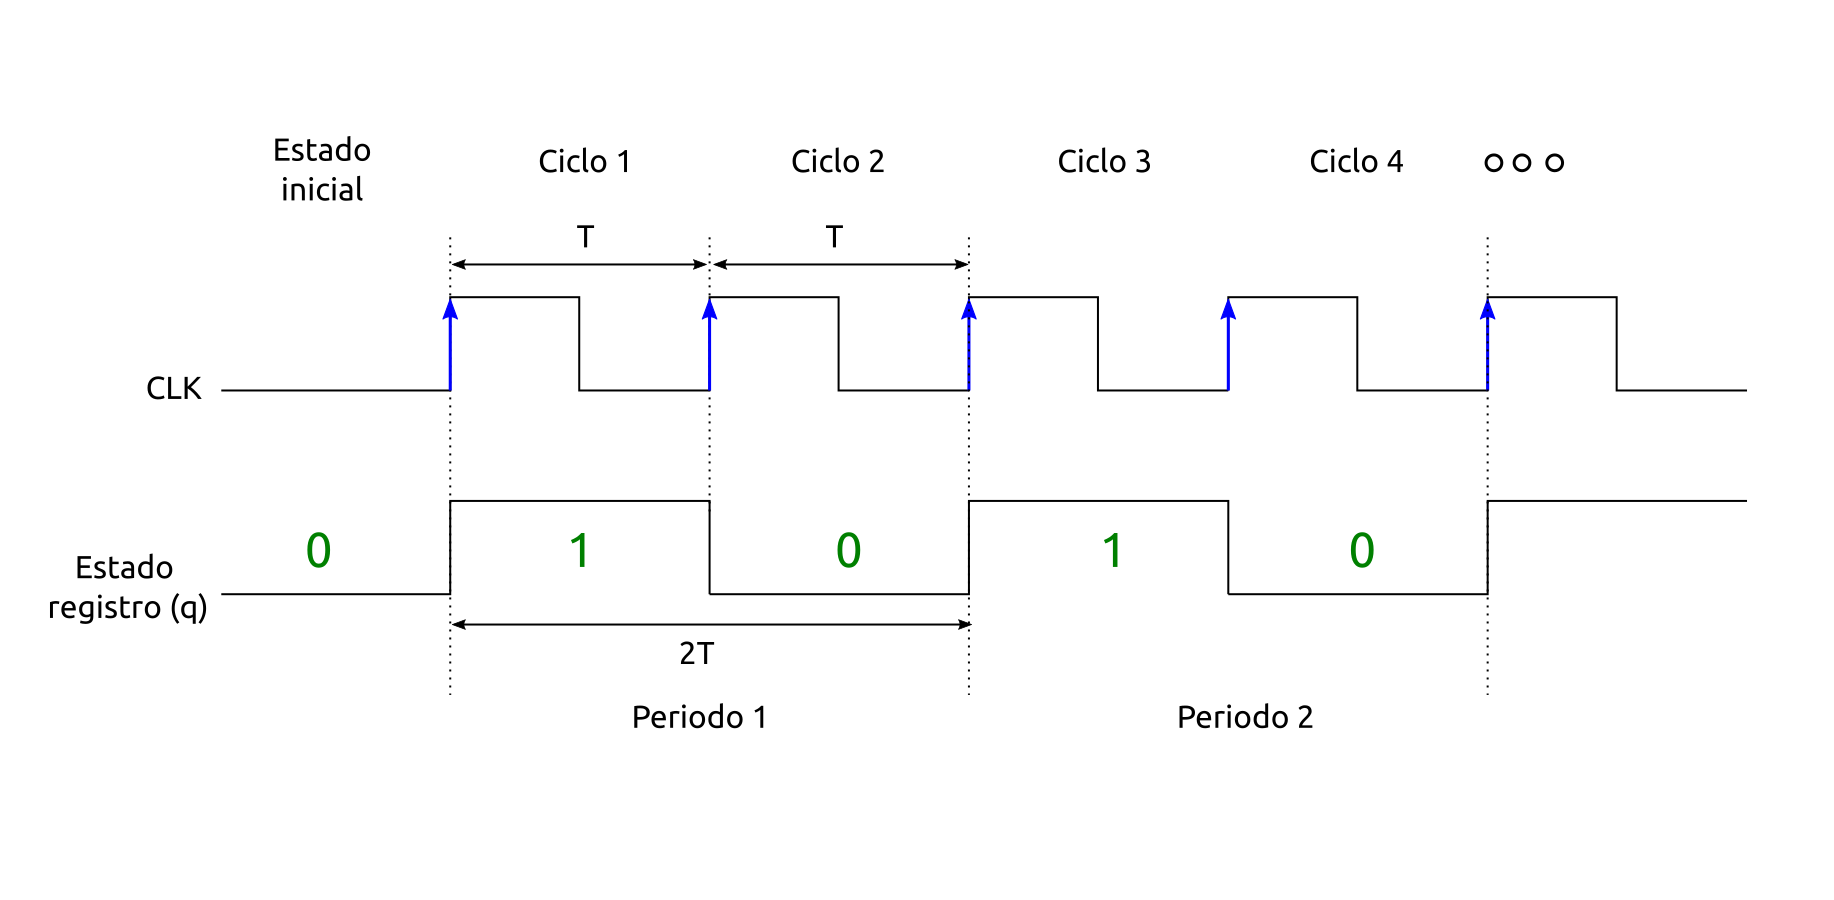 Estado
inicial
Ciclo 1
Ciclo 2
Ciclo 3
Ciclo 4
T
T
CLK
0
1
0
1
0
Estado
registro (q)
2T
Periodo 1
Periodo 2